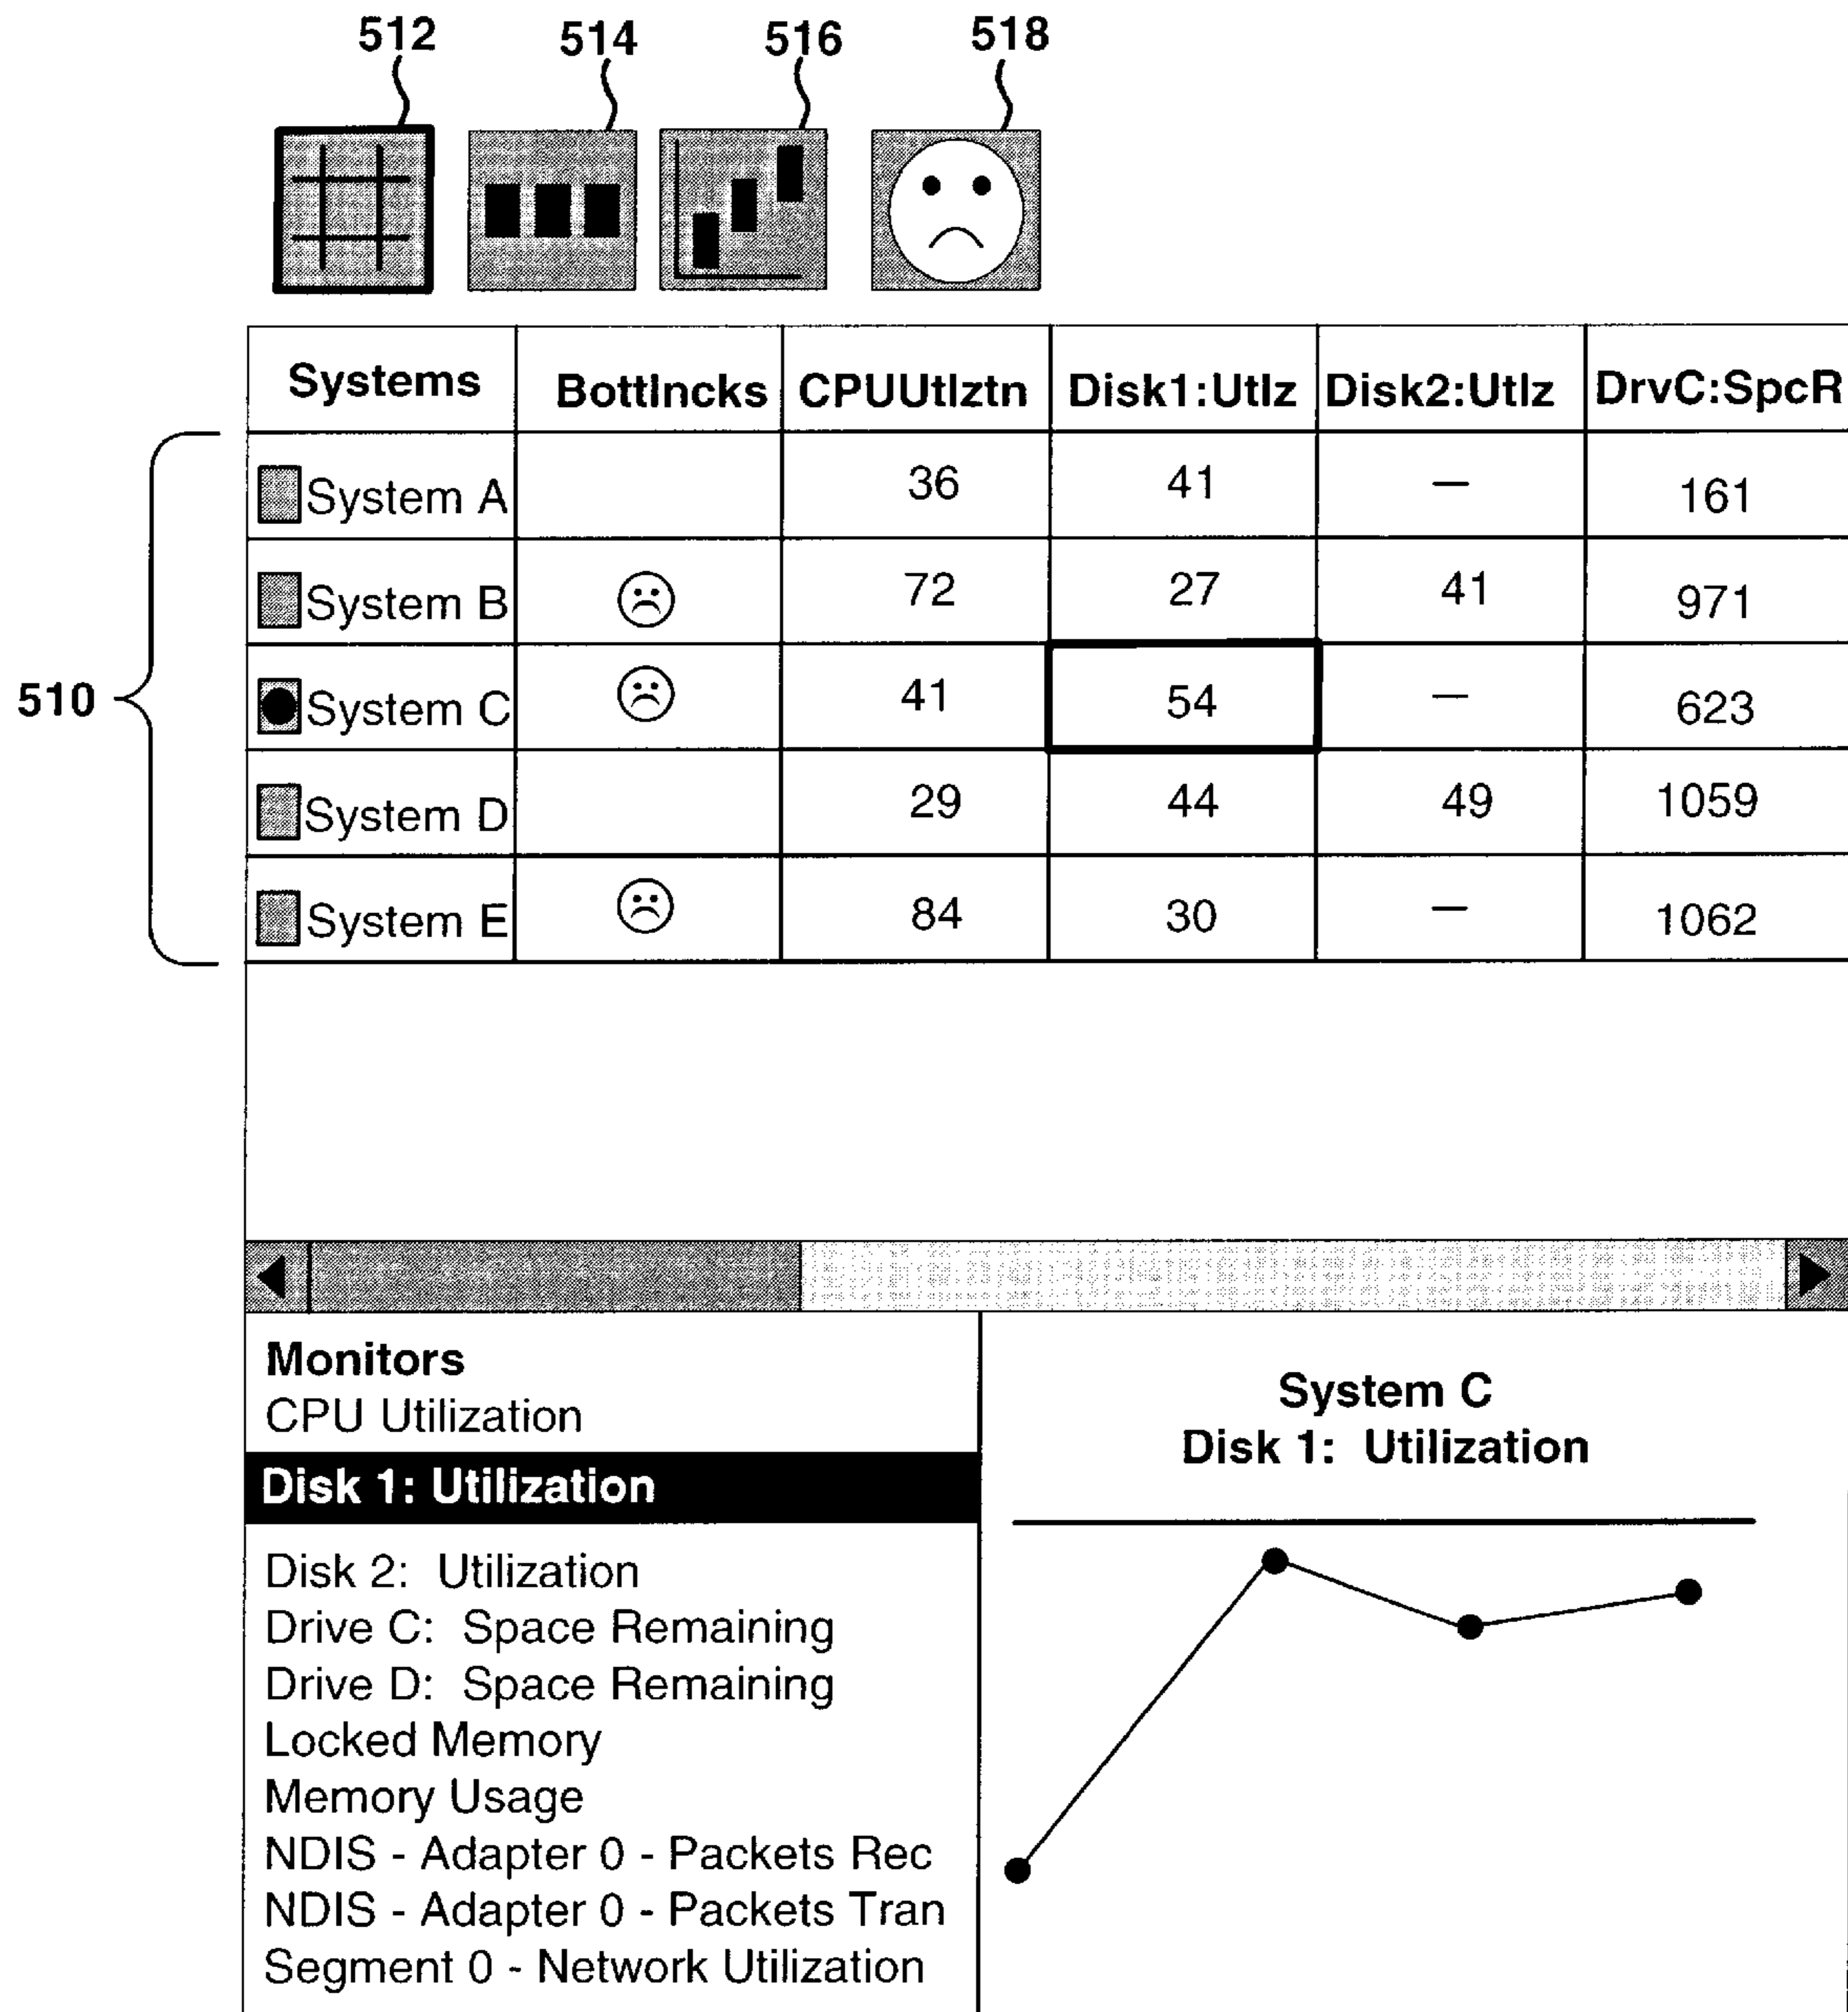 512 514 516 518
Systems BottIncks CPUUtlztn Disk1:Utlz Disk2:Utlz DrvC:SpcR
System A 36 41 — 161
System B 72 27 41 971
510
System C 41 54 — 623
System D 29 44 49 1059
System E 84 30 — 1062
Monitors
CPU Utilization
Disk 1: Utilization
Disk 2: Utilization
Drive C: Space Remaining
Drive D: Space Remaining
Locked Memory
Memory Usage
NDIS - Adapter 0 - Packets Rec
NDIS - Adapter 0 - Packets Tran
Segment 0 - Network Utilization
System C
Disk 1: Utilization